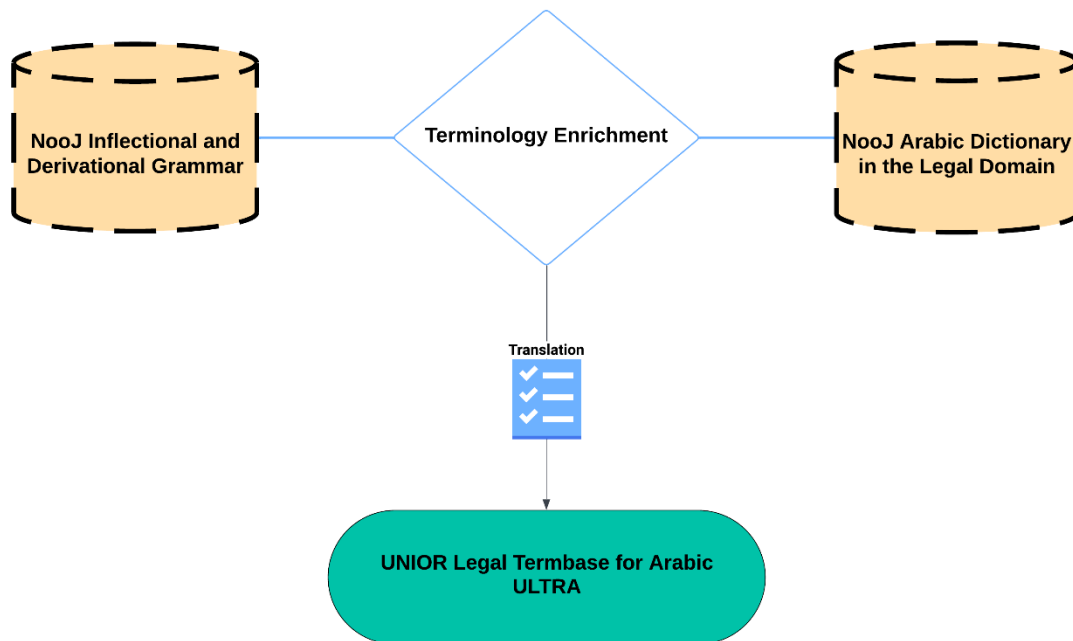 Terminology Enrichment
NooJ Inflectional and
Derivational Grammar
NooJ Arabic Dictionary
in the Legal Domain
Translation
UNIOR Legal Termbase for Arabic
ULTRA